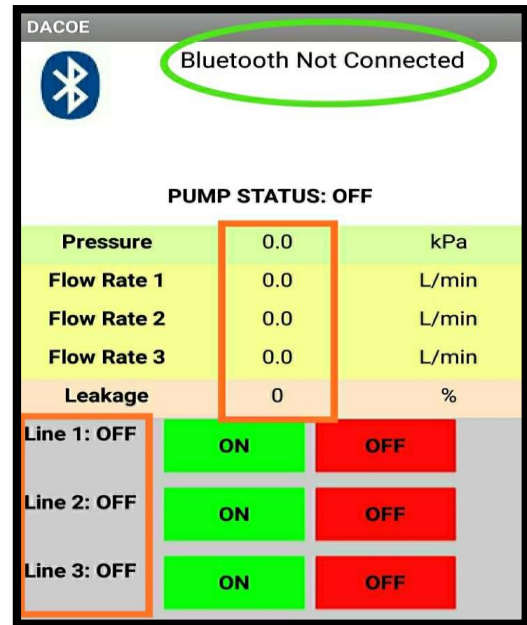 DACOE
Bluetooth Not Connected
PUMP STATUS: OFF
Pressure 0.0 kPa
Flow Rate 1 0.0 L/min
Flow Rate 2 0.0 L/min
Flow Rate 3 0.0 L/min
Leakage 0 %
Line 1: OFF ON OFF
Line 2: OFF ON OFF
Line 3: OFF ON OFF